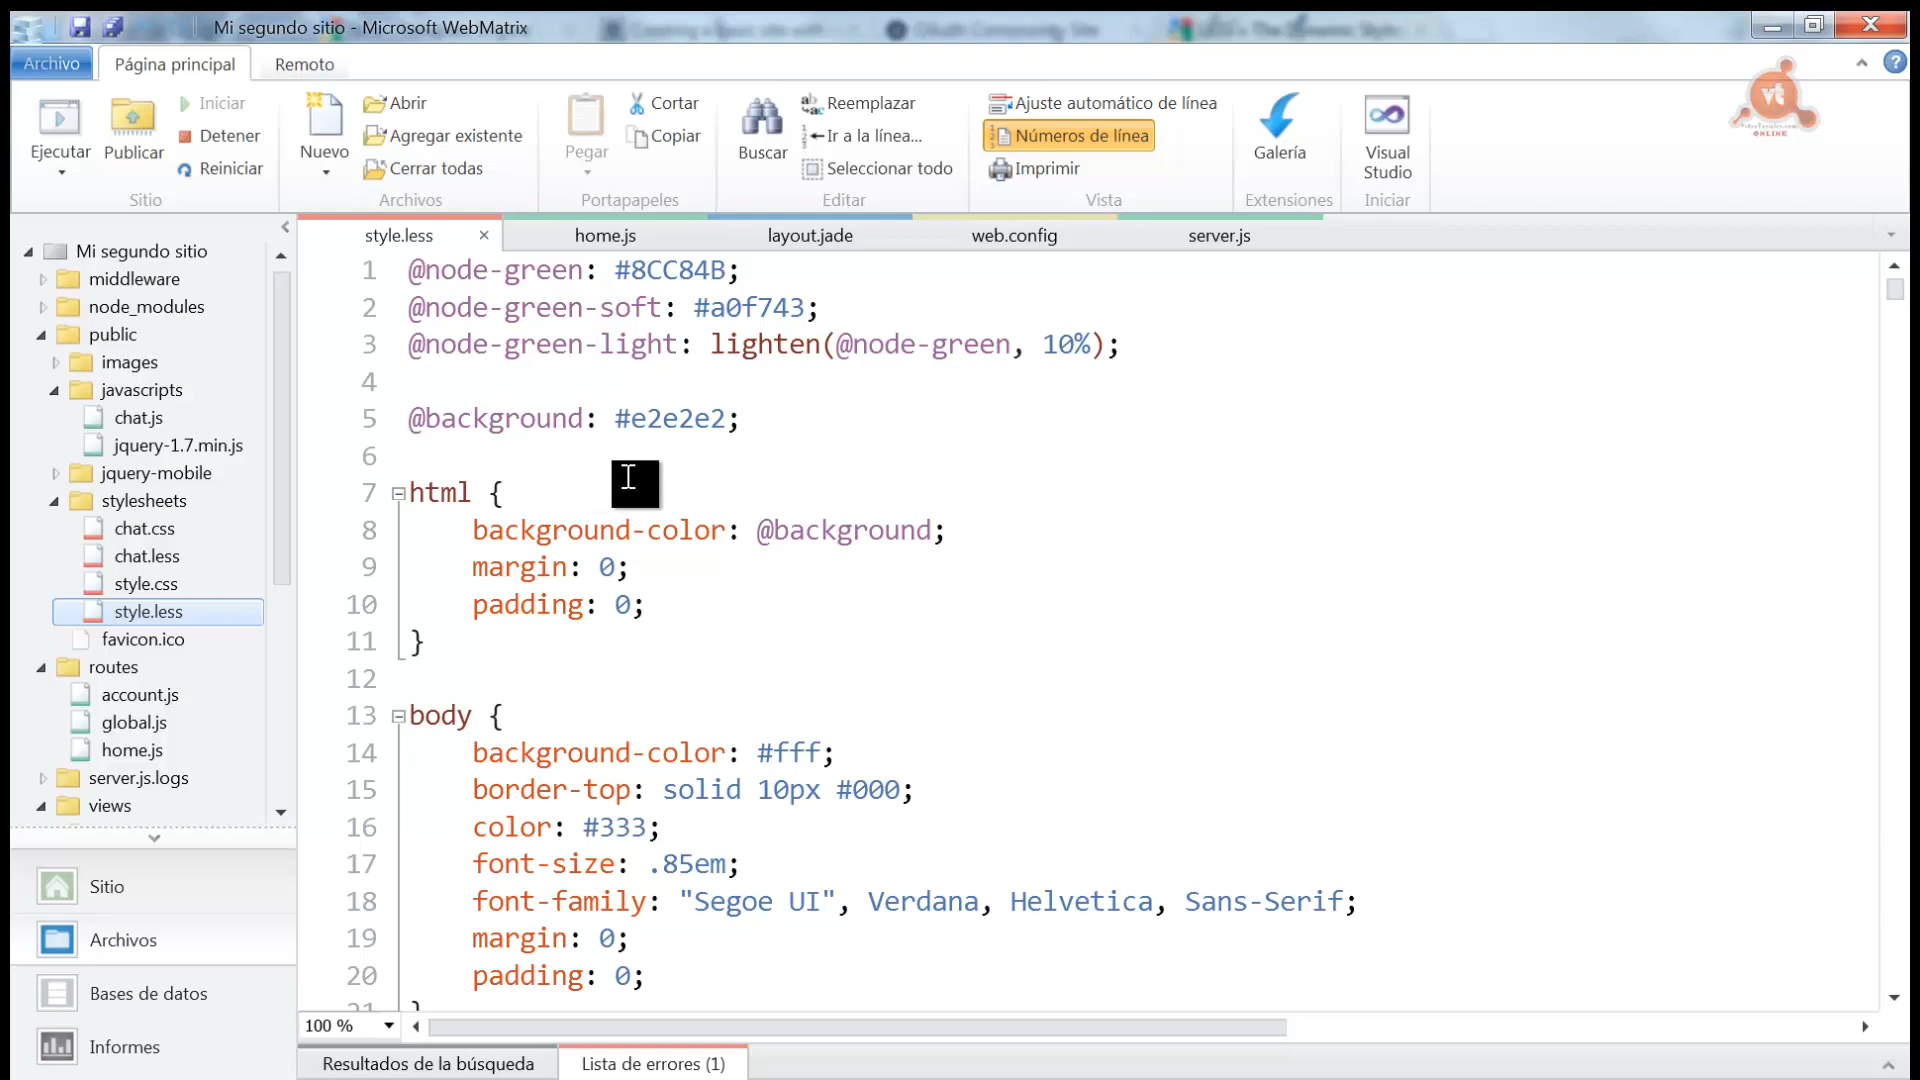 Mi segundo sitio - Microsoft WebMatrix
Archivo
Página principal
Remoto
Ejecutar
Publicar
Iniciar
Detener
Reiniciar
Sitio
Nuevo
Abrir
Agregar existente
Cerrar todas
Archivos
Pegar
Cortar
Copiar
Portapapeles
Buscar
Reemplazar
Ir a la línea...
Seleccionar todo
Editar
Ajuste automático de línea
Números de línea
Imprimir
Vista
Galería
Extensiones
Visual
Studio
Iniciar
vt
ONLINE
Mi segundo sitio
middleware
node_modules
public
images
javascripts
chat.js
jquery-1.7.min.js
jquery-mobile
stylesheets
chat.css
chat.less
style.css
style.less
favicon.ico
routes
account.js
global.js
home.js
server.js.logs
views
Sitio
Archivos
Bases de datos
Informes
style.less
home.js
layout.jade
web.config
server.js
1 @node-green: #8CC84B;
2 @node-green-soft: #a0f743;
3 @node-green-light: lighten(@node-green, 10%);
4
5 @background: #e2e2e2;
6
7 html {
8 background-color: @background;
9 margin: 0;
10 padding: 0;
11 }
12
13 body {
14 background-color: #fff;
15 border-top: solid 10px #000;
16 color: #333;
17 font-size: .85em;
18 font-family: "Segoe UI", Verdana, Helvetica, Sans-Serif;
19 margin: 0;
20 padding: 0;
21 }
100 %
Resultados de la búsqueda
Lista de errores (1)